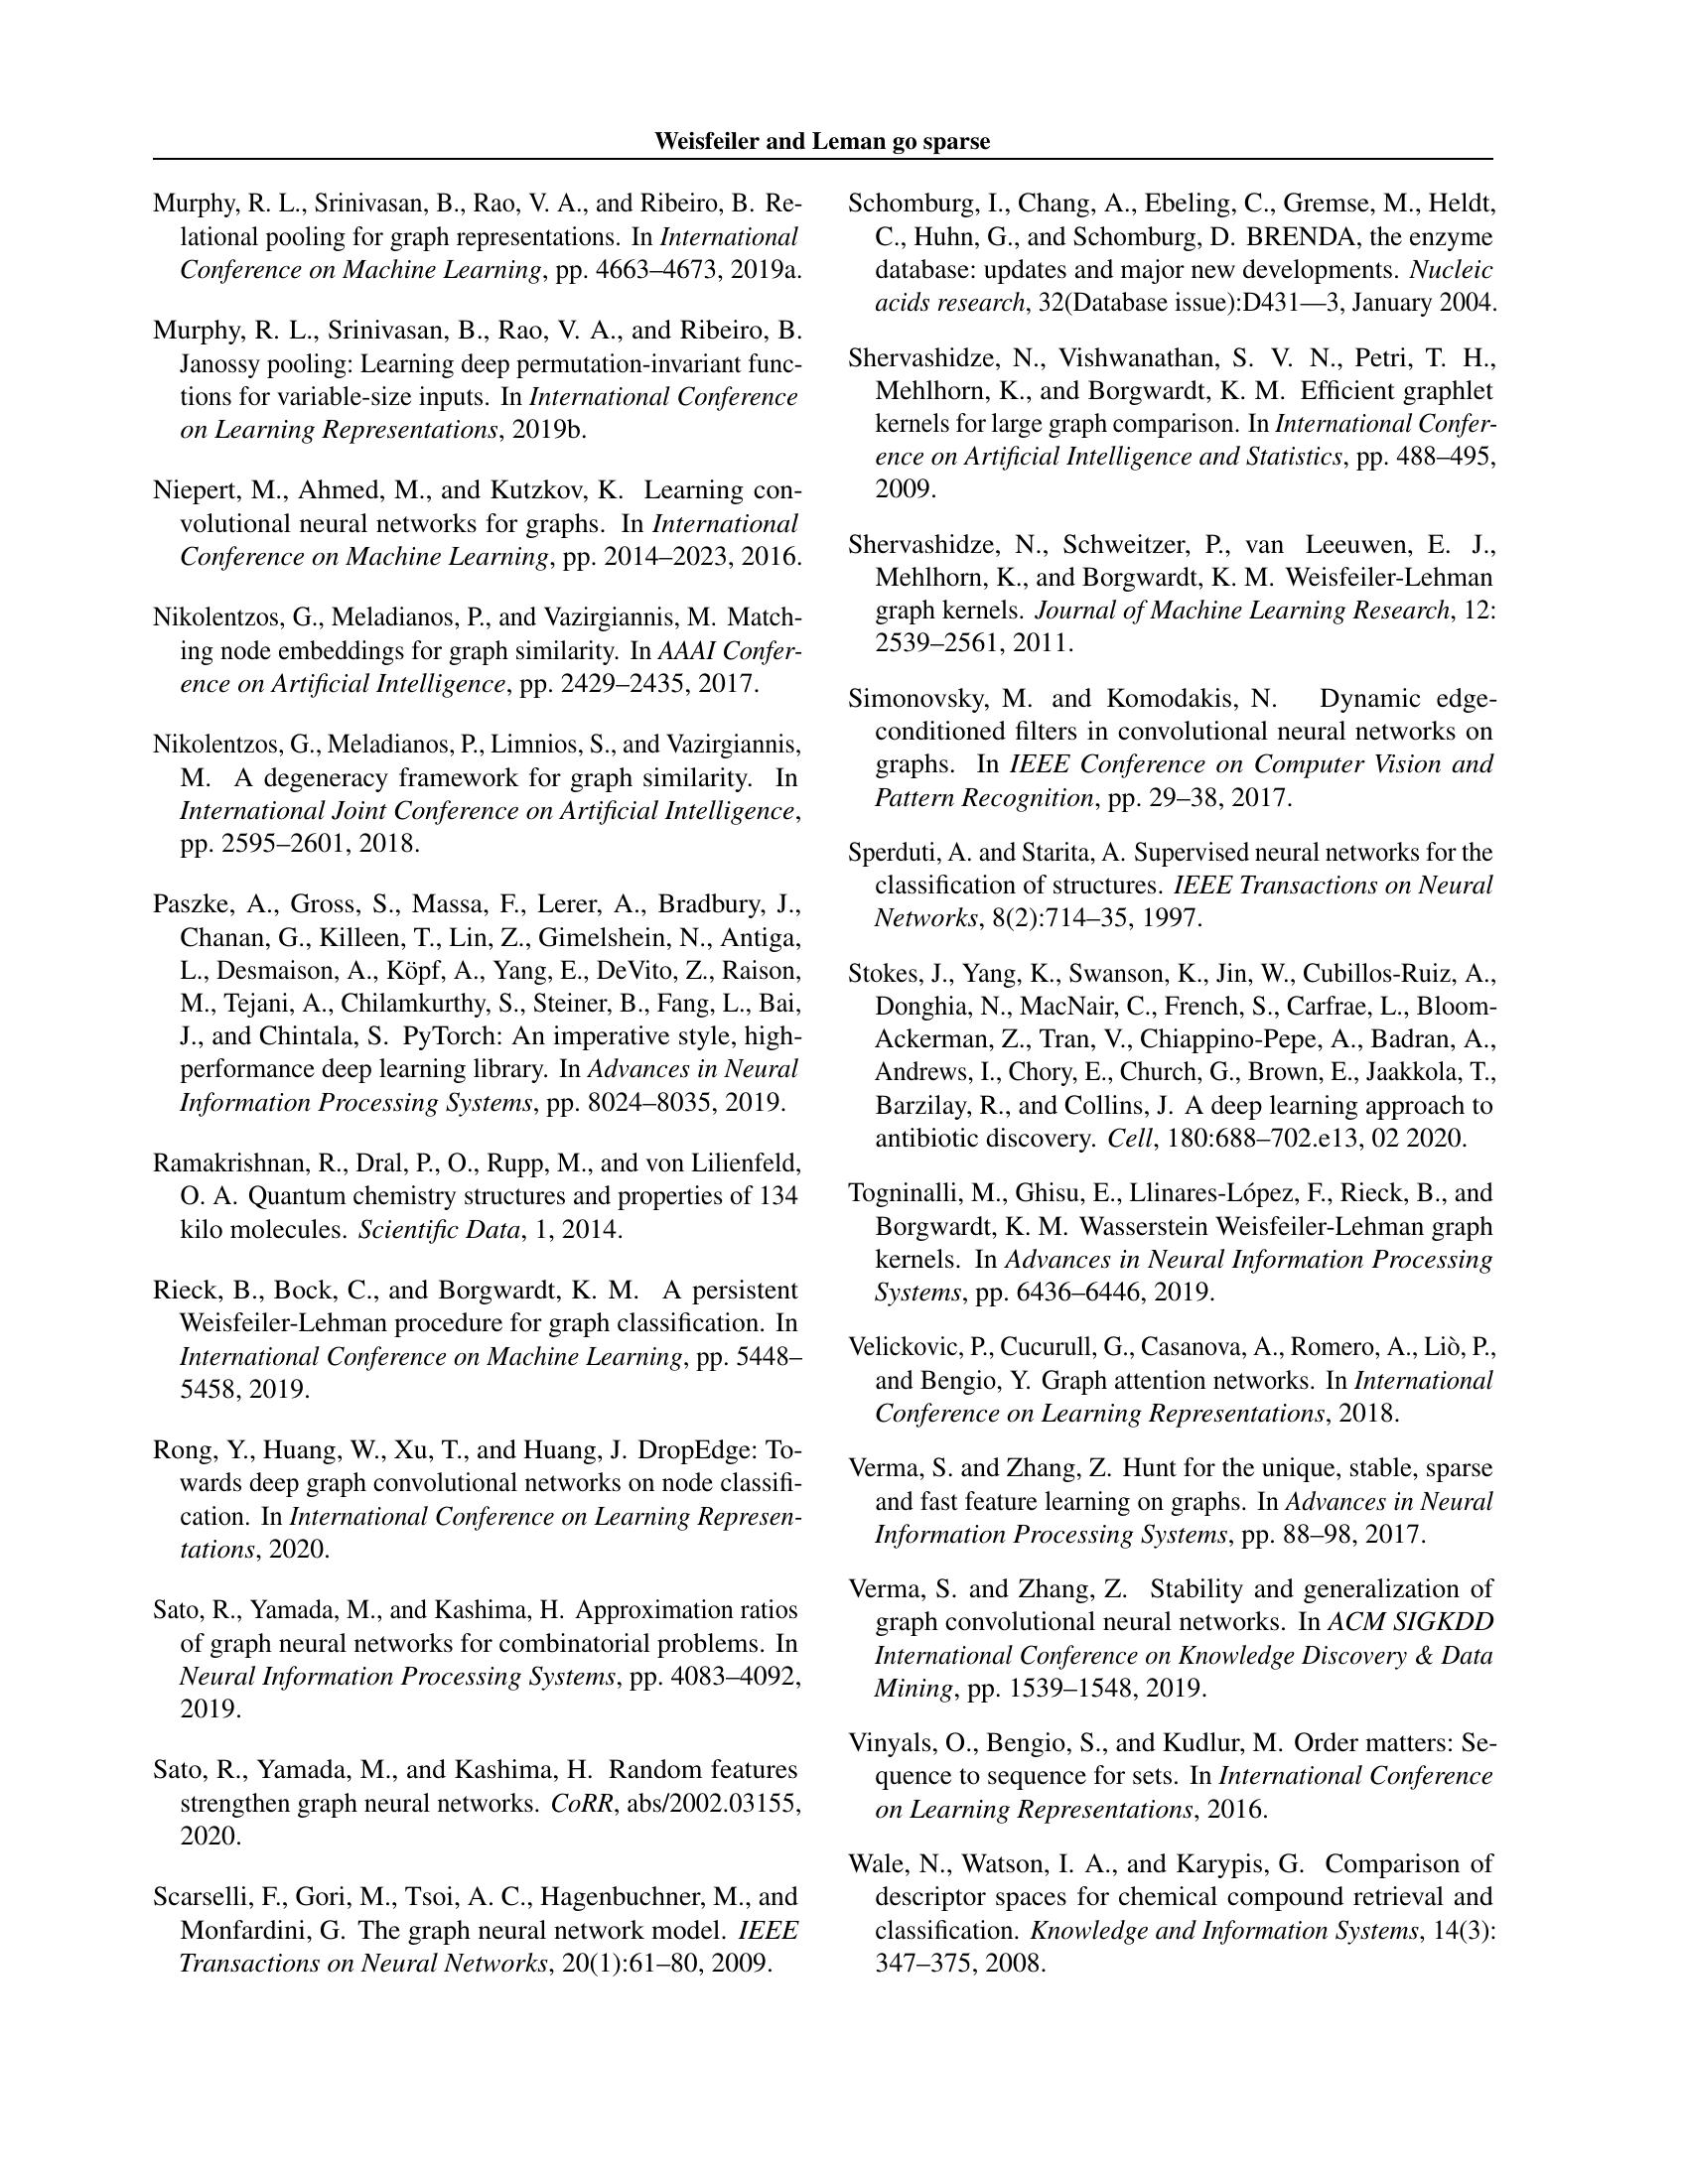 Weisfeiler and Leman go sparse
Murphy, R. L., Srinivasan, B., Rao, V. A., and Ribeiro, B. Re-
lational pooling for graph representations. In International
Conference on Machine Learning, pp. 4663–4673, 2019a.
Murphy, R. L., Srinivasan, B., Rao, V. A., and Ribeiro, B.
Janossy pooling: Learning deep permutation-invariant func-
tions for variable-size inputs. In International Conference
on Learning Representations, 2019b.
Niepert, M., Ahmed, M., and Kutzkov, K. Learning con-
volutional neural networks for graphs. In International
Conference on Machine Learning, pp. 2014–2023, 2016.
Nikolentzos, G., Meladianos, P., and Vazirgiannis, M. Match-
ing node embeddings for graph similarity. In AAAI Confer-
ence on Artificial Intelligence, pp. 2429–2435, 2017.
Nikolentzos, G., Meladianos, P., Limnios, S., and Vazirgiannis,
M. A degeneracy framework for graph similarity. In
International Joint Conference on Artificial Intelligence,
pp. 2595–2601, 2018.
Paszke, A., Gross, S., Massa, F., Lerer, A., Bradbury, J.,
Chanan, G., Killeen, T., Lin, Z., Gimelshein, N., Antiga,
L., Desmaison, A., Köpf, A., Yang, E., DeVito, Z., Raison,
M., Tejani, A., Chilamkurthy, S., Steiner, B., Fang, L., Bai,
J., and Chintala, S. PyTorch: An imperative style, high-
performance deep learning library. In Advances in Neural
Information Processing Systems, pp. 8024–8035, 2019.
Ramakrishnan, R., Dral, P., O., Rupp, M., and von Lilienfeld,
O. A. Quantum chemistry structures and properties of 134
kilo molecules. Scientific Data, 1, 2014.
Rieck, B., Bock, C., and Borgwardt, K. M. A persistent
Weisfeiler-Lehman procedure for graph classification. In
International Conference on Machine Learning, pp. 5448–
5458, 2019.
Rong, Y., Huang, W., Xu, T., and Huang, J. DropEdge: To-
wards deep graph convolutional networks on node classifi-
cation. In International Conference on Learning Represen-
tations, 2020.
Sato, R., Yamada, M., and Kashima, H. Approximation ratios
of graph neural networks for combinatorial problems. In
Neural Information Processing Systems, pp. 4083–4092,
2019.
Sato, R., Yamada, M., and Kashima, H. Random features
strengthen graph neural networks. CoRR, abs/2002.03155,
2020.
Scarselli, F., Gori, M., Tsoi, A. C., Hagenbuchner, M., and
Monfardini, G. The graph neural network model. IEEE
Transactions on Neural Networks, 20(1):61–80, 2009.
Schomburg, I., Chang, A., Ebeling, C., Gremse, M., Heldt,
C., Huhn, G., and Schomburg, D. BRENDA, the enzyme
database: updates and major new developments. Nucleic
acids research, 32(Database issue):D431—3, January 2004.
Shervashidze, N., Vishwanathan, S. V. N., Petri, T. H.,
Mehlhorn, K., and Borgwardt, K. M. Efficient graphlet
kernels for large graph comparison. In International Confer-
ence on Artificial Intelligence and Statistics, pp. 488–495,
2009.
Shervashidze, N., Schweitzer, P., van Leeuwen, E. J.,
Mehlhorn, K., and Borgwardt, K. M. Weisfeiler-Lehman
graph kernels. Journal of Machine Learning Research, 12:
2539–2561, 2011.
Simonovsky, M. and Komodakis, N. Dynamic edge-
conditioned filters in convolutional neural networks on
graphs. In IEEE Conference on Computer Vision and
Pattern Recognition, pp. 29–38, 2017.
Sperduti, A. and Starita, A. Supervised neural networks for the
classification of structures. IEEE Transactions on Neural
Networks, 8(2):714–35, 1997.
Stokes, J., Yang, K., Swanson, K., Jin, W., Cubillos-Ruiz, A.,
Donghia, N., MacNair, C., French, S., Carfrae, L., Bloom-
Ackerman, Z., Tran, V., Chiappino-Pepe, A., Badran, A.,
Andrews, I., Chory, E., Church, G., Brown, E., Jaakkola, T.,
Barzilay, R., and Collins, J. A deep learning approach to
antibiotic discovery. Cell, 180:688–702.e13, 02 2020.
Togninalli, M., Ghisu, E., Llinares-López, F., Rieck, B., and
Borgwardt, K. M. Wasserstein Weisfeiler-Lehman graph
kernels. In Advances in Neural Information Processing
Systems, pp. 6436–6446, 2019.
Velickovic, P., Cucurull, G., Casanova, A., Romero, A., Liò, P.,
and Bengio, Y. Graph attention networks. In International
Conference on Learning Representations, 2018.
Verma, S. and Zhang, Z. Hunt for the unique, stable, sparse
and fast feature learning on graphs. In Advances in Neural
Information Processing Systems, pp. 88–98, 2017.
Verma, S. and Zhang, Z. Stability and generalization of
graph convolutional neural networks. In ACM SIGKDD
International Conference on Knowledge Discovery & Data
Mining, pp. 1539–1548, 2019.
Vinyals, O., Bengio, S., and Kudlur, M. Order matters: Se-
quence to sequence for sets. In International Conference
on Learning Representations, 2016.
Wale, N., Watson, I. A., and Karypis, G. Comparison of
descriptor spaces for chemical compound retrieval and
classification. Knowledge and Information Systems, 14(3):
347–375, 2008.